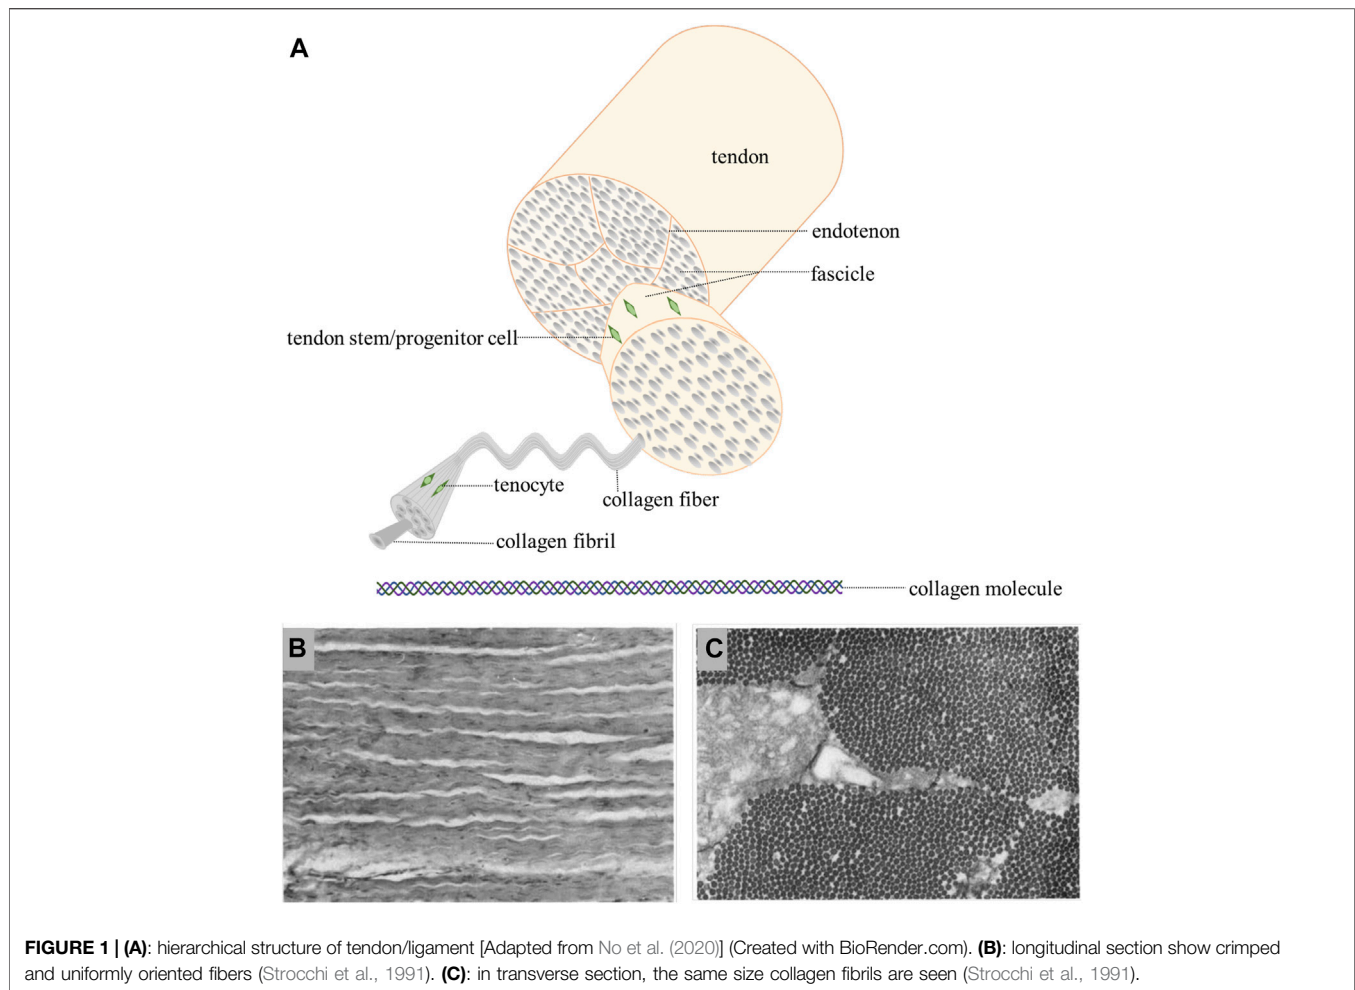 A
tendon
endotenon
fascicle
tendon stem/progenitor cell
tenocyte
collagen fiber
collagen fibril
collagen molecule
B
C
FIGURE 1 | (A): hierarchical structure of tendon/ligament [Adapted from No et al. (2020)] (Created with BioRender.com). (B): longitudinal section show crimped
and uniformly oriented fibers (Strocchi et al., 1991). (C): in transverse section, the same size collagen fibrils are seen (Strocchi et al., 1991).